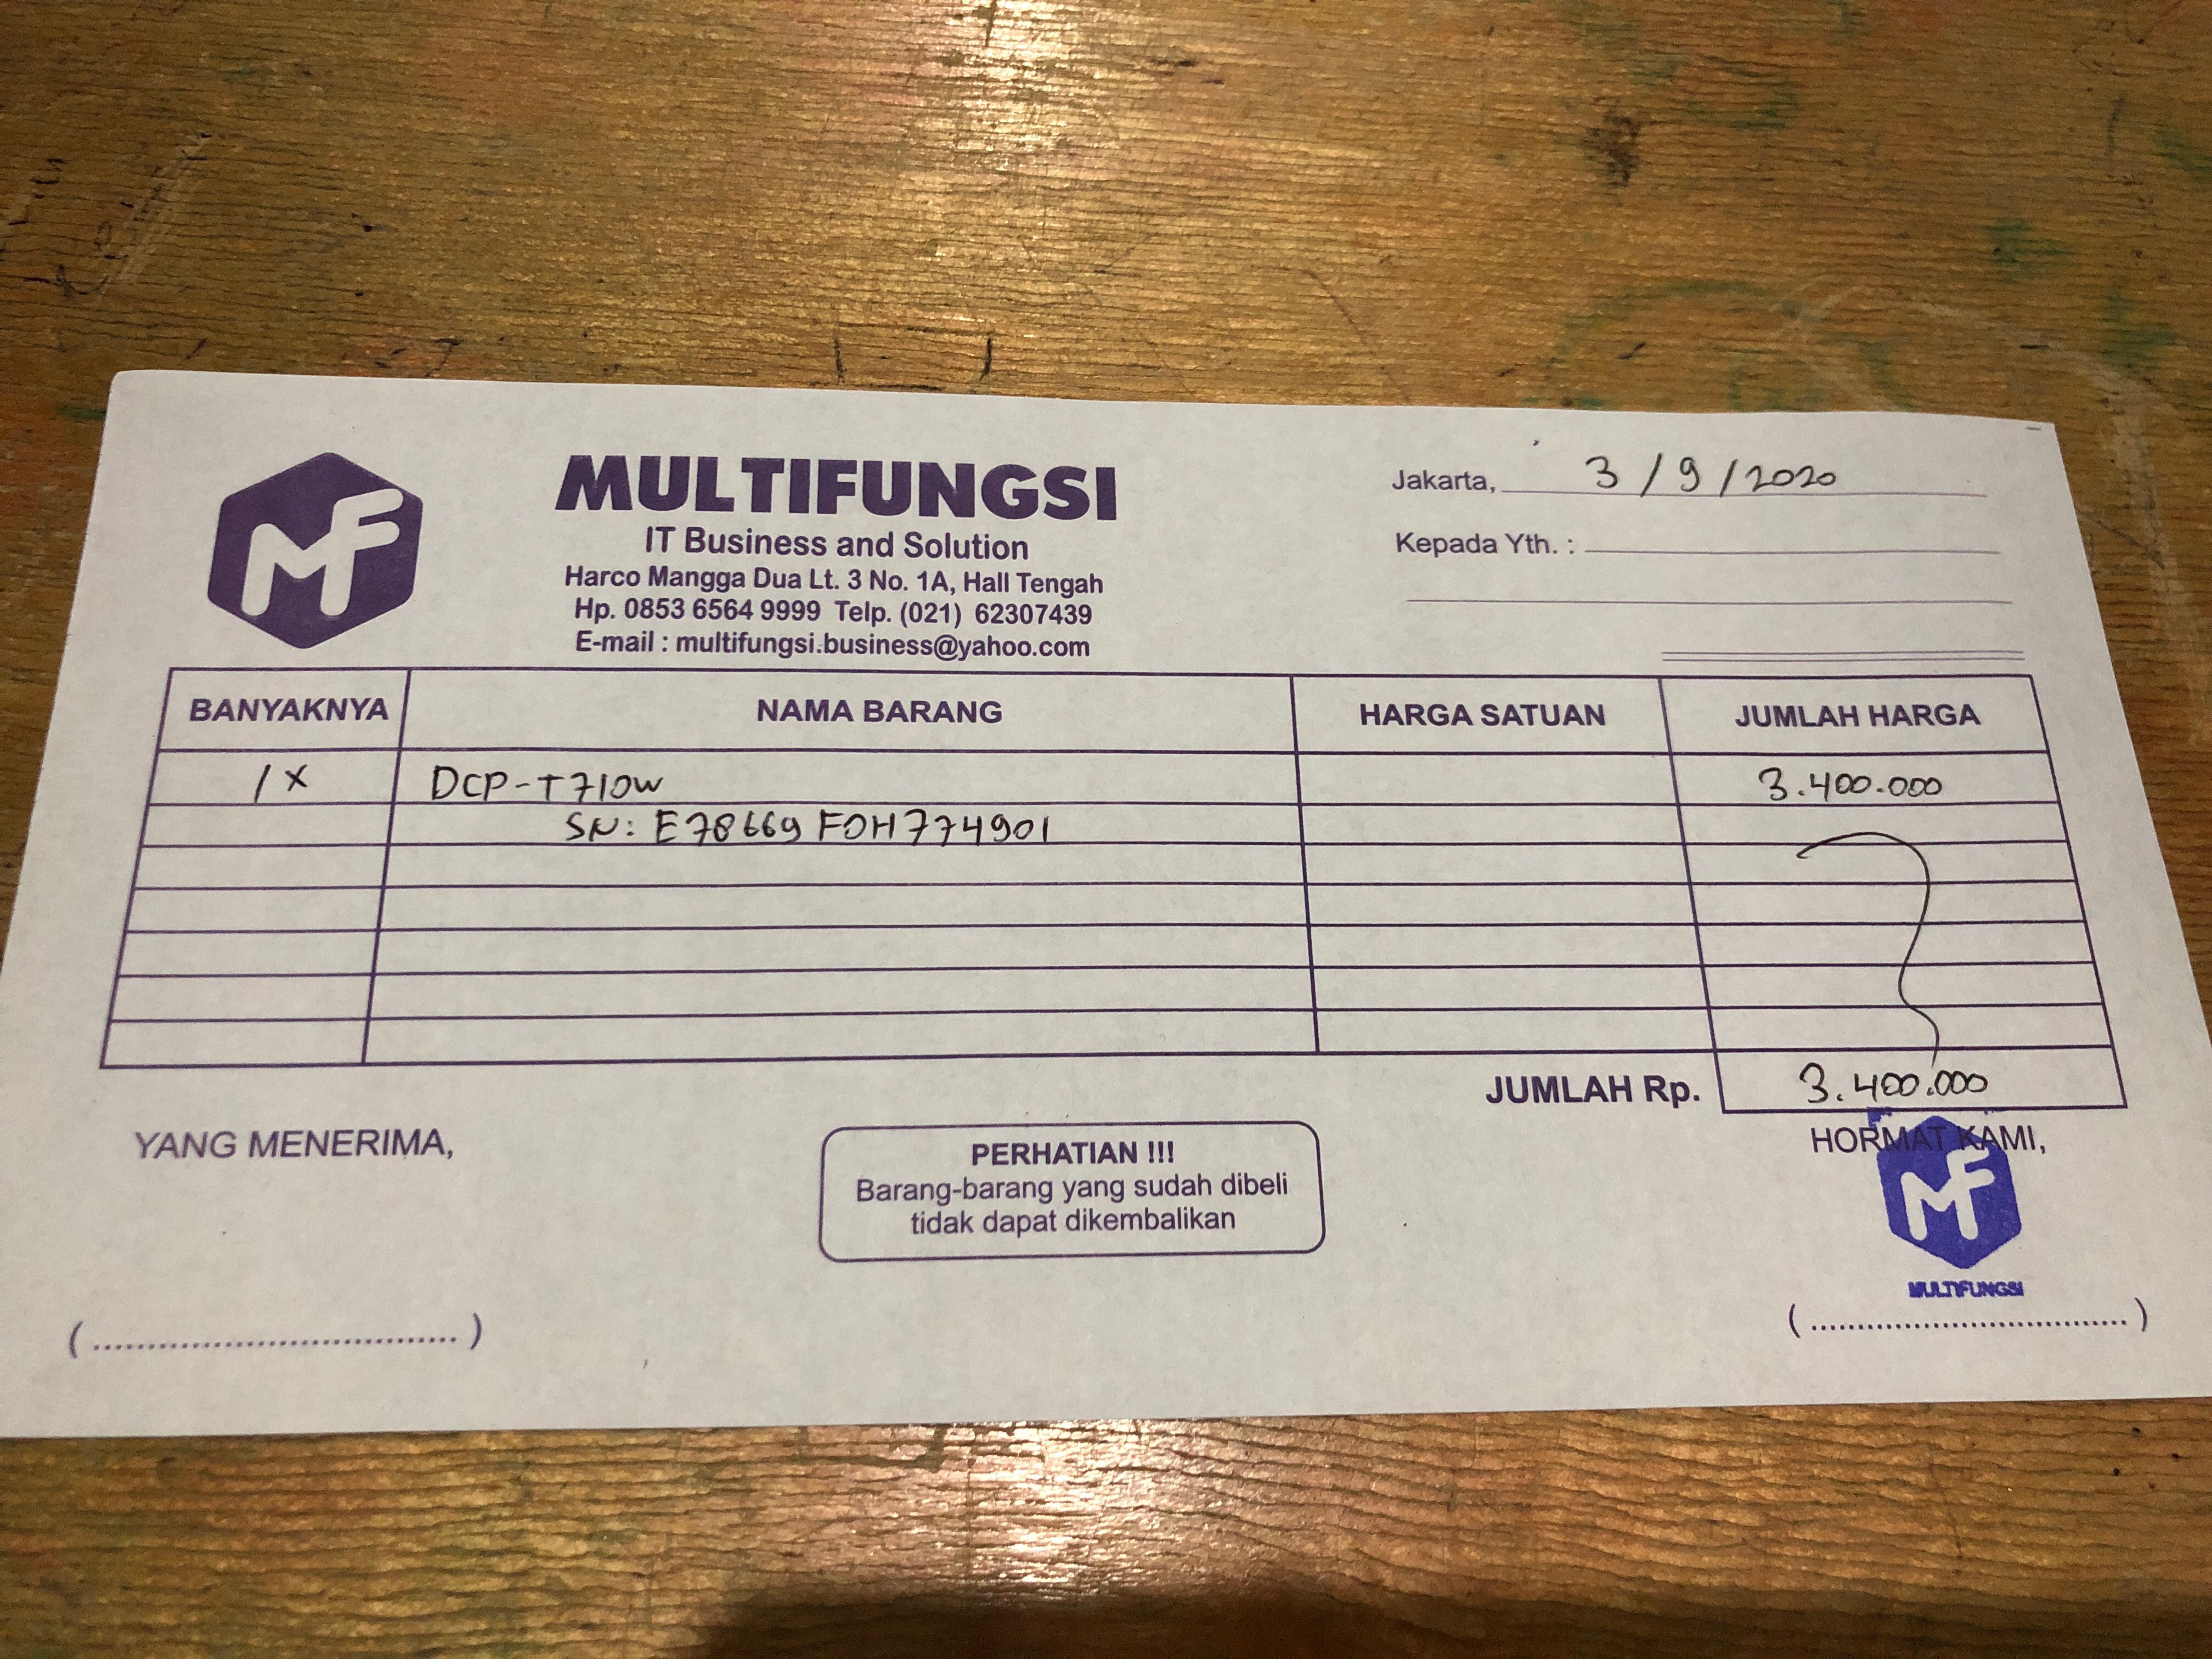 MF
MULTIFUNGSI
IT Business and Solution
Harco Mangga Dua Lt. 3 No. 1A, Hall Tengah
Hp. 0853 6564 9999 Telp. (021) 62307439
E-mail : multifungsi.business@yahoo.com
Jakarta, 3/9/2020
Kepada Yth. :
BANYAKNYA NAMA BARANG HARGA SATUAN JUMLAH HARGA
1X DCP-T710W 3.400.000
SN: E78669F0H774901
JUMLAH Rp. 3.400.000
YANG MENERIMA,
PERHATIAN !!!
Barang-barang yang sudah dibeli
tidak dapat dikembalikan
HORMAT KAMI,
MF
MULTIFUNGSI
(................................) (................................)